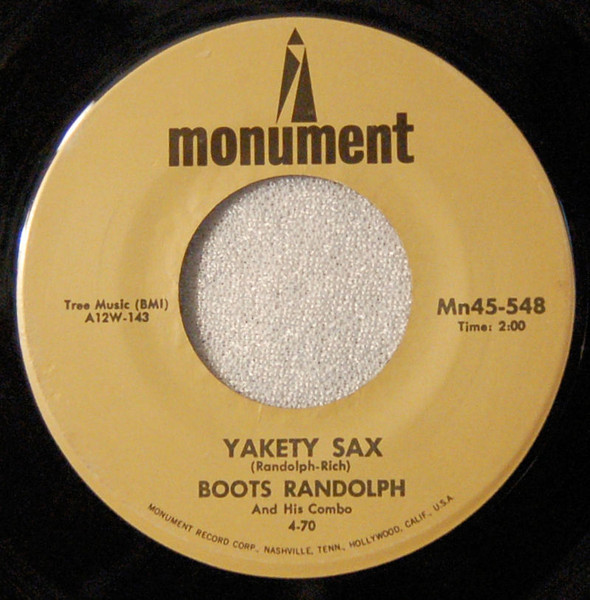 monument
Tree Music (BMI)
A12W-143
Mn45-548
Time: 2:00
YAKETY SAX
(Randolph-Rich)
BOOTS RANDOLPH
And His Combo
4-70
MONUMENT RECORD CORP., NASHVILLE, TENN., HOLLYWOOD, CALIF., U.S.A